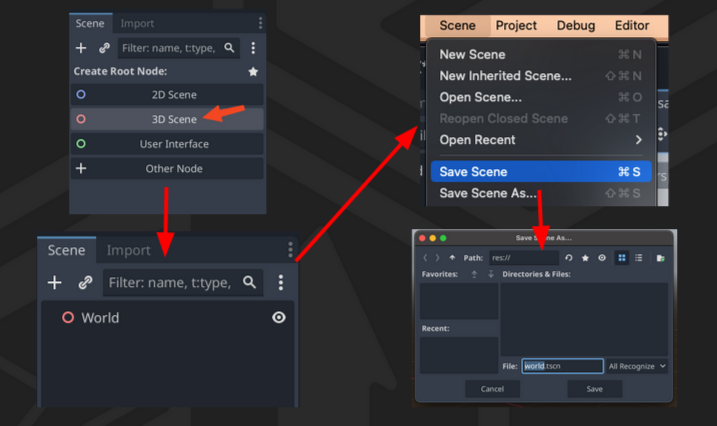 Scene Import
Filter: name, t:type,
Create Root Node:
2D Scene
3D Scene
User Interface
Other Node
Scene Import
Filter: name, t:type,
World
Scene Project Debug Editor
New Scene ⌘ N
New Inherited Scene... ⇧⌘ N
Open Scene... ⌘ O
Reopen Closed Scene ⇧⌘ T
Open Recent
Save Scene ⌘ S
Save Scene As... ⇧⌘ S
Save Scene As...
Path: res://
Favorites: Directories & Files:
Recent:
File: world.tscn All Recognize
Cancel Save